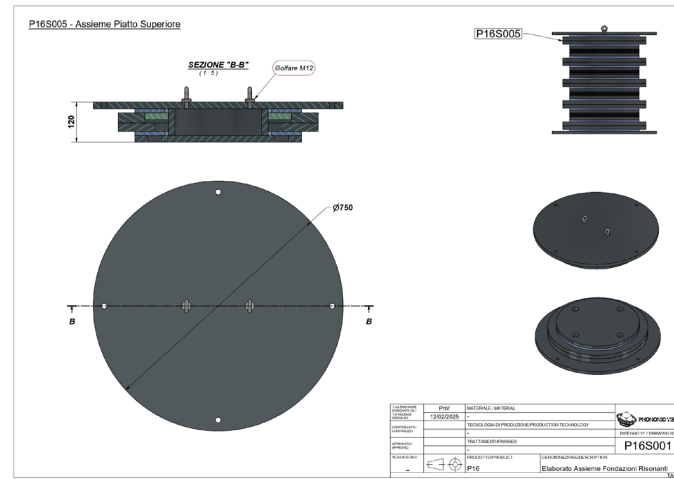 P16S005 - Assieme Piatto Superiore
P16S005
SEZIONE "B-B"
( 1 : 5 )
Golfare M12
120
Ø750
B
B
PhV
12/02/2025
MATERIALE / MATERIAL
-
TECNOLOGIA DI PRODUZIONE/PRODUCTION TECHNOLOGY
-
TRATTAMENTI/FINISHES
-
PRODOTTO/PRODUCT
P16
DENOMINAZIONE/DESCRIPTION
Elaborato Assieme Fondazioni Risonanti
P16S001
-
TA